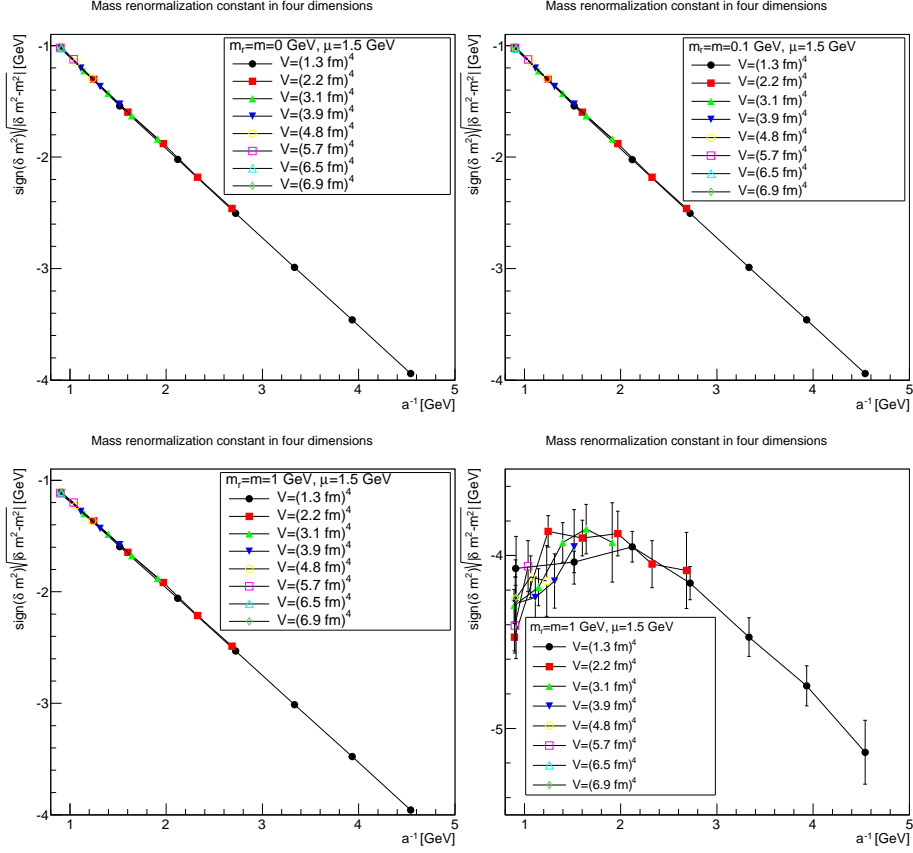 Mass renormalization constant in four dimensions
sign(δ m²)√|δ m²-m²| [GeV]
-1
-2
-3
-4
m_r=m=0 GeV, μ=1.5 GeV
V=(1.3 fm)⁴
V=(2.2 fm)⁴
V=(3.1 fm)⁴
V=(3.9 fm)⁴
V=(4.8 fm)⁴
V=(5.7 fm)⁴
V=(6.5 fm)⁴
V=(6.9 fm)⁴
1 2 3 4 5
a⁻¹ [GeV]
Mass renormalization constant in four dimensions
sign(δ m²)√|δ m²-m²| [GeV]
-1
-2
-3
-4
m_r=m=0.1 GeV, μ=1.5 GeV
V=(1.3 fm)⁴
V=(2.2 fm)⁴
V=(3.1 fm)⁴
V=(3.9 fm)⁴
V=(4.8 fm)⁴
V=(5.7 fm)⁴
V=(6.5 fm)⁴
V=(6.9 fm)⁴
1 2 3 4 5
a⁻¹ [GeV]
Mass renormalization constant in four dimensions
sign(δ m²)√|δ m²-m²| [GeV]
-1
-2
-3
-4
m_r=m=1 GeV, μ=1.5 GeV
V=(1.3 fm)⁴
V=(2.2 fm)⁴
V=(3.1 fm)⁴
V=(3.9 fm)⁴
V=(4.8 fm)⁴
V=(5.7 fm)⁴
V=(6.5 fm)⁴
V=(6.9 fm)⁴
1 2 3 4 5
a⁻¹ [GeV]
Mass renormalization constant in four dimensions
sign(δ m²)√|δ m²-m²| [GeV]
-4
-5
m_r=m=1 GeV, μ=1.5 GeV
V=(1.3 fm)⁴
V=(2.2 fm)⁴
V=(3.1 fm)⁴
V=(3.9 fm)⁴
V=(4.8 fm)⁴
V=(5.7 fm)⁴
V=(6.5 fm)⁴
V=(6.9 fm)⁴
1 2 3 4 5
a⁻¹ [GeV]